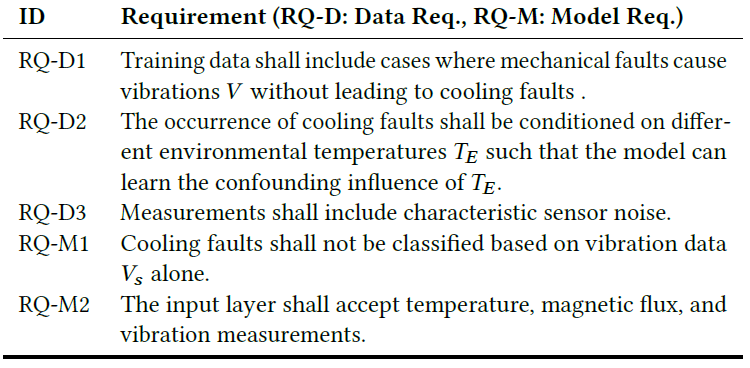 ID Requirement (RQ-D: Data Req., RQ-M: Model Req.)
RQ-D1 Training data shall include cases where mechanical faults cause
vibrations V without leading to cooling faults .
RQ-D2 The occurrence of cooling faults shall be conditioned on differ-
ent environmental temperatures T_E such that the model can
learn the confounding influence of T_E.
RQ-D3 Measurements shall include characteristic sensor noise.
RQ-M1 Cooling faults shall not be classified based on vibration data
V_s alone.
RQ-M2 The input layer shall accept temperature, magnetic flux, and
vibration measurements.